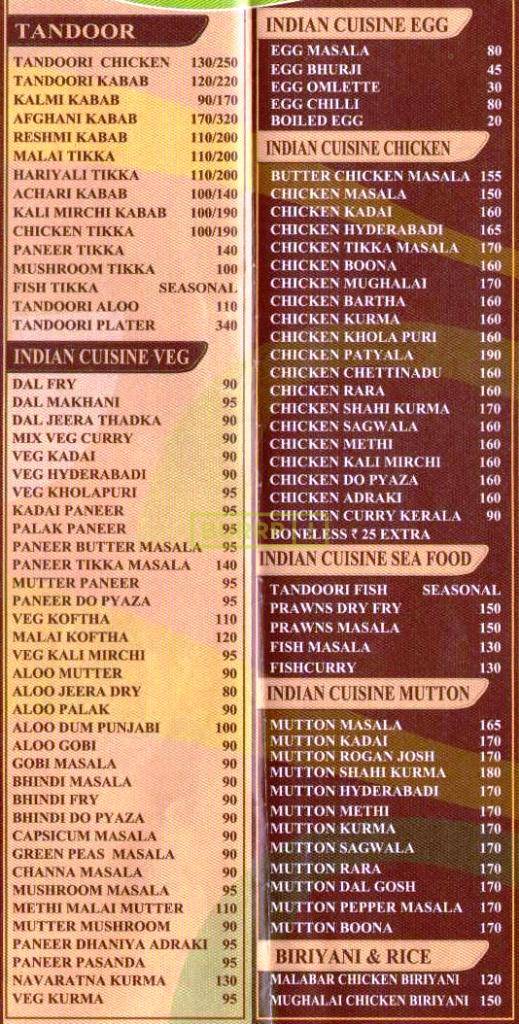 TANDOOR
TANDOORI CHICKEN 130/250
TANDOORI KABAB 120/220
KALMI KABAB 90/170
AFGHANI KABAB 170/320
RESHMI KABAB 110/200
MALAI TIKKA 110/200
HARIYALI TIKKA 110/200
ACHARI KABAB 100/140
KALI MIRCHI KABAB 100/190
CHICKEN TIKKA 100/190
PANEER TIKKA 140
MUSHROOM TIKKA 100
FISH TIKKA SEASONAL
TANDOORI ALOO 110
TANDOORI PLATER 340
INDIAN CUISINE VEG
DAL FRY 90
DAL MAKHANI 95
DAL JEERA THADKA 90
MIX VEG CURRY 90
VEG KADAI 90
VEG HYDERABADI 90
VEG KHOLAPURI 95
KADAI PANEER 95
PALAK PANEER 95
PANEER BUTTER MASALA 95
PANEER TIKKA MASALA 140
MUTTER PANEER 95
PANEER DO PYAZA 95
VEG KOFTHA 110
MALAI KOFTHA 120
VEG KALI MIRCHI 95
ALOO MUTTER 90
ALOO JEERA DRY 80
ALOO PALAK 90
ALOO DUM PUNJABI 100
ALOO GOBI 90
GOBI MASALA 90
BHINDI MASALA 90
BHINDI FRY 90
BHINDI DO PYAZA 90
CAPSICUM MASALA 90
GREEN PEAS MASALA 90
CHANNA MASALA 90
MUSHROOM MASALA 95
METHI MALAI MUTTER 110
MUTTER MUSHROOM 90
PANEER DHANIYA ADRAKI 95
PANEER PASANDA 95
NAVARATNA KURMA 130
VEG KURMA 95
INDIAN CUISINE EGG
EGG MASALA 80
EGG BHURJI 45
EGG OMLETTE 30
EGG CHILLI 80
BOILED EGG 20
INDIAN CUISINE CHICKEN
BUTTER CHICKEN MASALA 155
CHICKEN MASALA 150
CHICKEN KADAI 160
CHICKEN HYDERABADI 165
CHICKEN TIKKA MASALA 170
CHICKEN BOONA 160
CHICKEN MUGHALAI 170
CHICKEN BARTHA 160
CHICKEN KURMA 160
CHICKEN KHOLA PURI 160
CHICKEN PATYALA 190
CHICKEN CHETTINADU 160
CHICKEN RARA 160
CHICKEN SHAHI KURMA 170
CHICKEN SAGWALA 160
CHICKEN METHI 160
CHICKEN KALI MIRCHI 160
CHICKEN DO PYAZA 160
CHICKEN ADRAKI 160
CHICKEN CURRY KERALA 90
BONELESS ₹ 25 EXTRA
INDIAN CUISINE SEA FOOD
TANDOORI FISH SEASONAL
PRAWNS DRY FRY 150
PRAWNS MASALA 150
FISH MASALA 130
FISHCURRY 130
INDIAN CUISINE MUTTON
MUTTON MASALA 165
MUTTON KADAI 170
MUTTON ROGAN JOSH 170
MUTTON SHAHI KURMA 180
MUTTON HYDERABADI 170
MUTTON METHI 170
MUTTON KURMA 170
MUTTON SAGWALA 170
MUTTON RARA 170
MUTTON DAL GOSH 170
MUTTON PEPPER MASALA 170
MUTTON BOONA 170
BIRIYANI & RICE
MALABAR CHICKEN BIRIYANI 120
MUGHALAI CHICKEN BIRIYANI 150